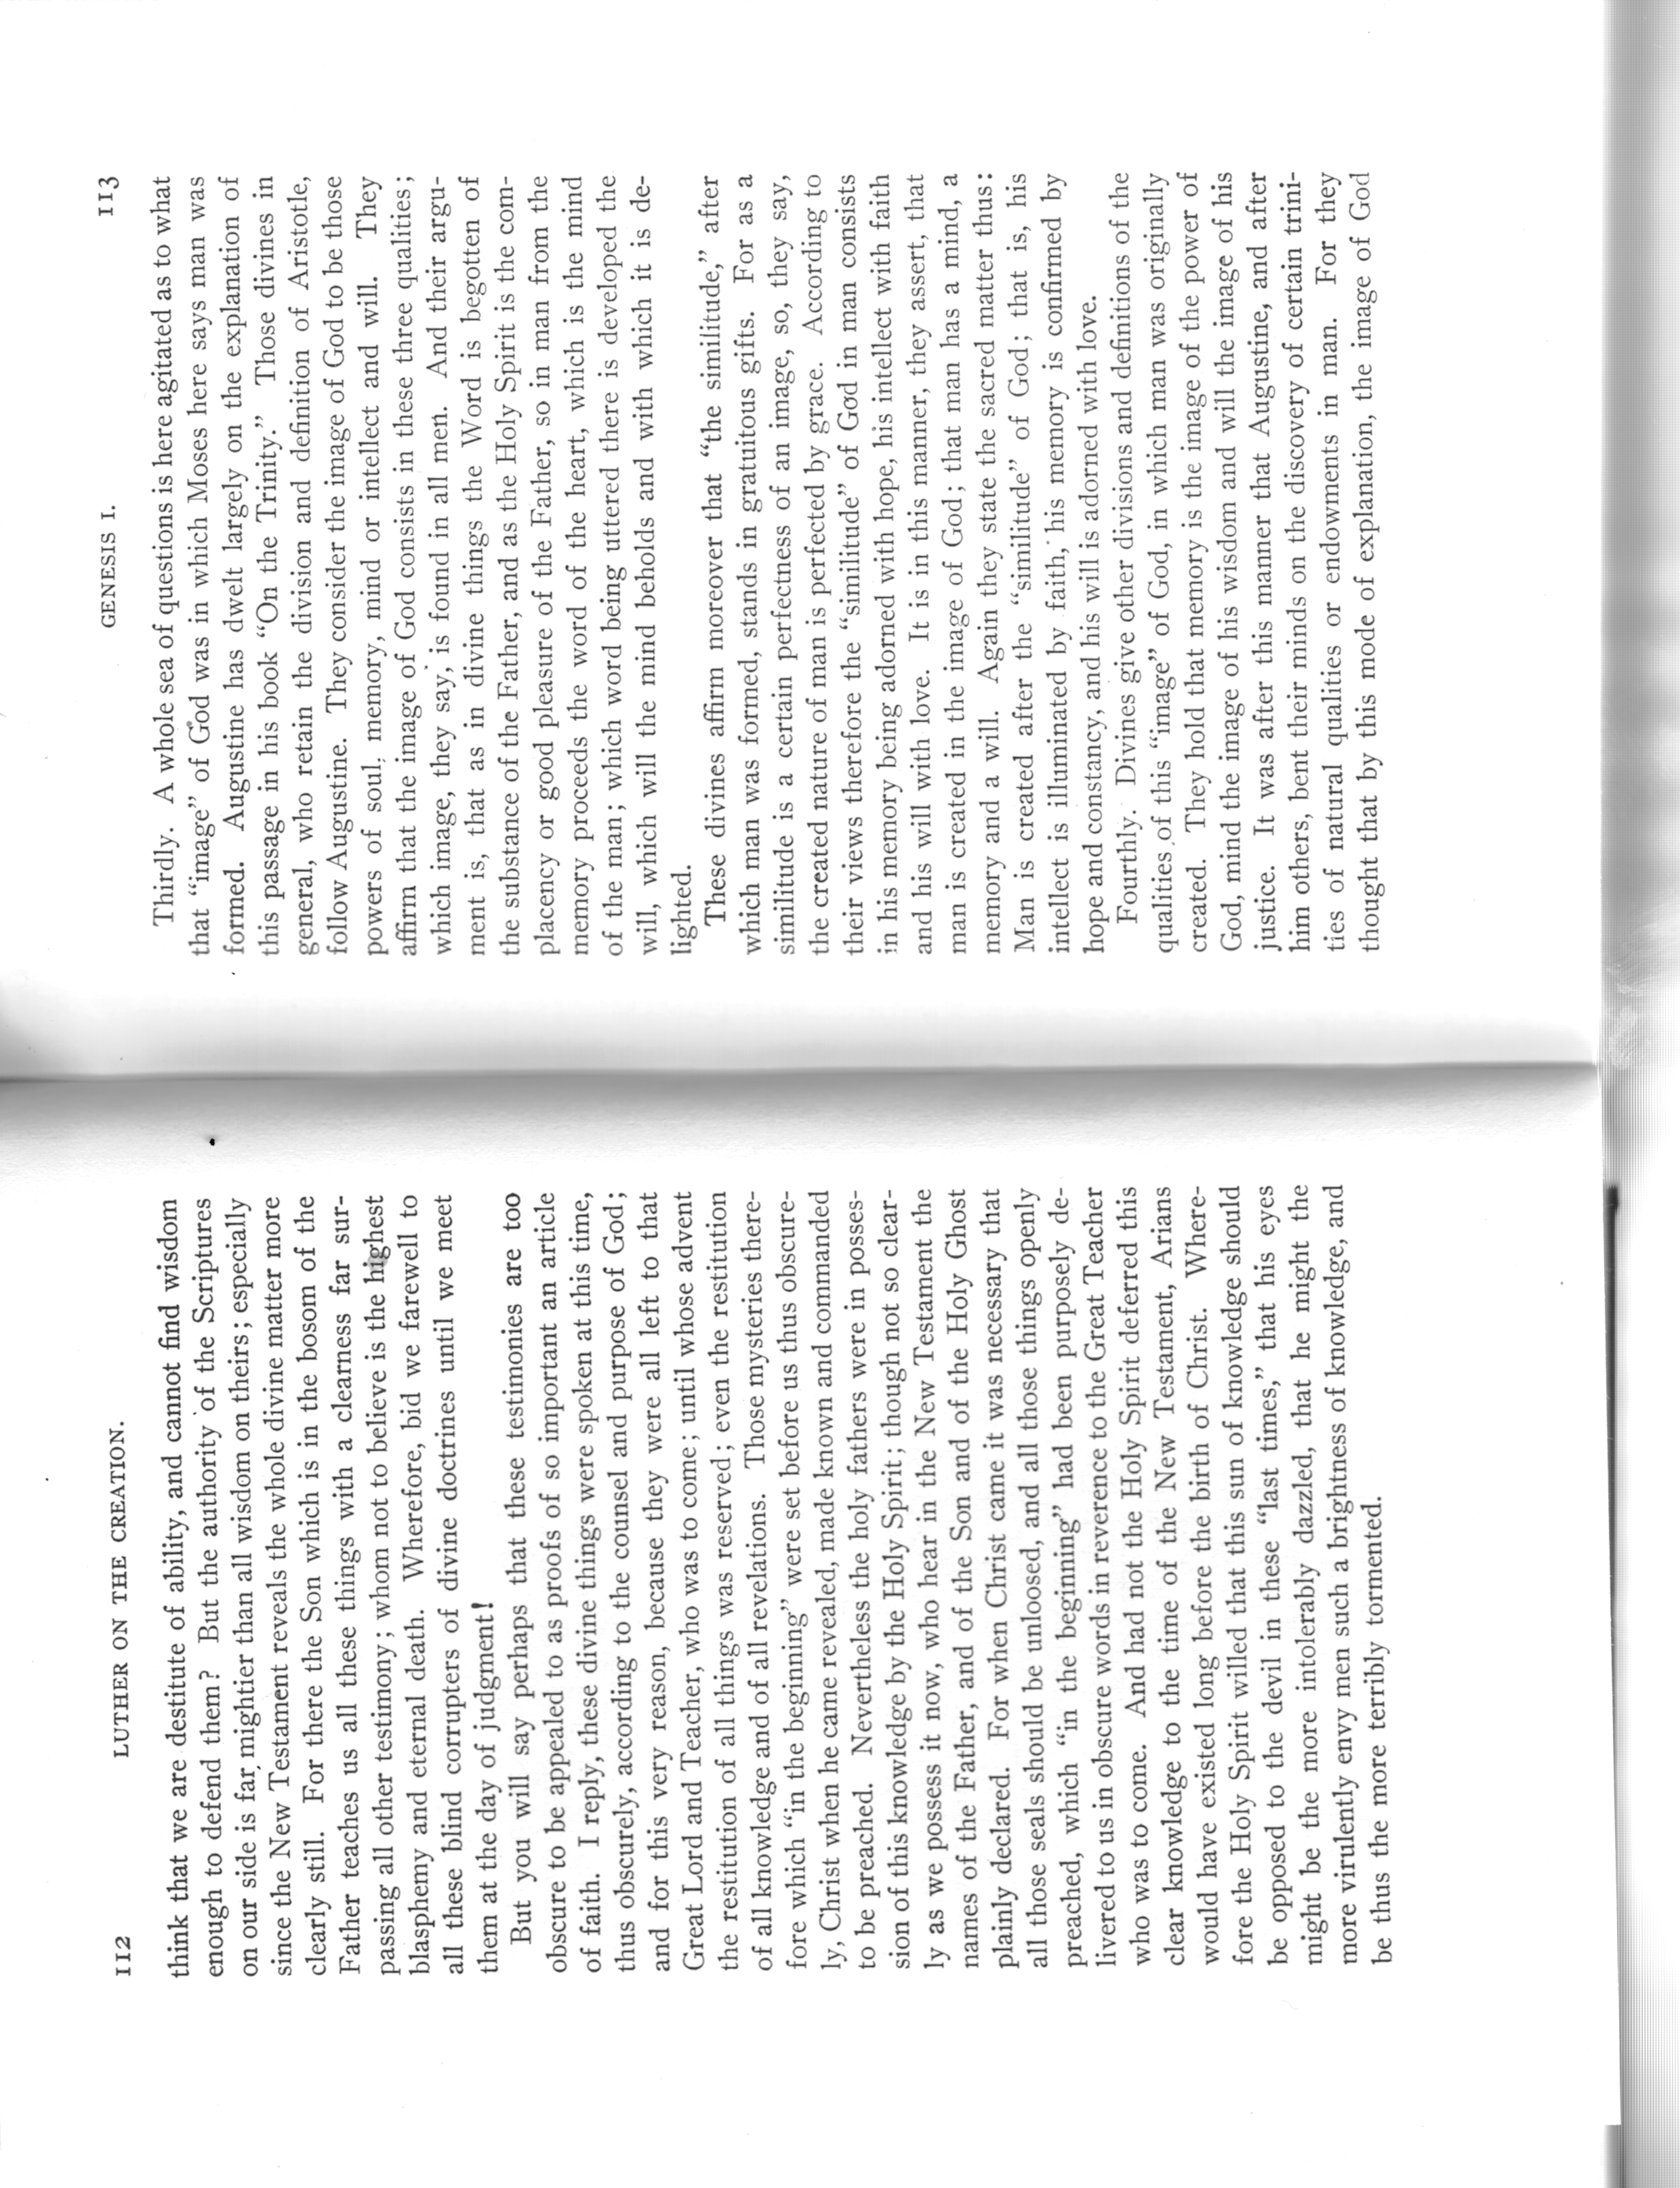 112 LUTHER ON THE CREATION.
think that we are destitute of ability, and cannot find wisdom
enough to defend them? But the authority of the Scriptures
on our side is far mightier than all wisdom on theirs; especially
since the New Testament reveals the whole divine matter more
clearly still. For there the Son which is in the bosom of the
Father teaches us all these things with a clearness far sur-
passing all other testimony; whom not to believe is the highest
blasphemy and eternal death. Wherefore, bid we farewell to
all these blind corrupters of divine doctrines until we meet
them at the day of judgment!
But you will say perhaps that these testimonies are too
obscure to be appealed to as proofs of so important an article
of faith. I reply, these divine things were spoken at this time,
thus obscurely, according to the counsel and purpose of God;
and for this very reason, because they were all left to that
Great Lord and Teacher, who was to come; until whose advent
the restitution of all things was reserved; even the restitution
of all knowledge and of all revelations. Those mysteries there-
fore which “in the beginning” were set before us thus obscure-
ly, Christ when he came revealed, made known and commanded
to be preached. Nevertheless the holy fathers were in posses-
sion of this knowledge by the Holy Spirit; though not so clear-
ly as we possess it now, who hear in the New Testament the
names of the Father, and of the Son and of the Holy Ghost
plainly declared. For when Christ came it was necessary that
all those seals should be unloosed, and all those things openly
preached, which “in the beginning” had been purposely de-
livered to us in obscure words in reverence to the Great Teacher
who was to come. And had not the Holy Spirit deferred this
clear knowledge to the time of the New Testament, Arians
would have existed long before the birth of Christ. Where-
fore the Holy Spirit willed that this sun of knowledge should
be opposed to the devil in these “last times,” that his eyes
might be the more intolerably dazzled, that he might the
more virulently envy men such a brightness of knowledge, and
be thus the more terribly tormented.
GENESIS I. 113
Thirdly. A whole sea of questions is here agitated as to what
that “image” of God was in which Moses here says man was
formed. Augustine has dwelt largely on the explanation of
this passage in his book “On the Trinity.” Those divines in
general, who retain the division and definition of Aristotle,
follow Augustine. They consider the image of God to be those
powers of soul, memory, mind or intellect and will. They
affirm that the image of God consists in these three qualities;
which image, they say, is found in all men. And their argu-
ment is, that as in divine things the Word is begotten of
the substance of the Father, and as the Holy Spirit is the com-
placency or good pleasure of the Father, so in man from the
memory proceeds the word of the heart, which is the mind
of the man; which word being uttered there is developed the
will, which will the mind beholds and with which it is de-
lighted.
These divines affirm moreover that “the similitude,” after
which man was formed, stands in gratuitous gifts. For as a
similitude is a certain perfectness of an image, so, they say,
the created nature of man is perfected by grace. According to
their views therefore the “similitude” of God in man consists
in his memory being adorned with hope, his intellect with faith
and his will with love. It is in this manner, they assert, that
man is created in the image of God; that man has a mind, a
memory and a will. Again they state the sacred matter thus:
Man is created after the “similitude” of God; that is, his
intellect is illuminated by faith, his memory is confirmed by
hope and constancy, and his will is adorned with love.
Fourthly. Divines give other divisions and definitions of the
qualities of this “image” of God, in which man was originally
created. They hold that memory is the image of the power of
God, mind the image of his wisdom and will the image of his
justice. It was after this manner that Augustine, and after
him others, bent their minds on the discovery of certain trini-
ties of natural qualities or endowments in man. For they
thought that by this mode of explanation, the image of God